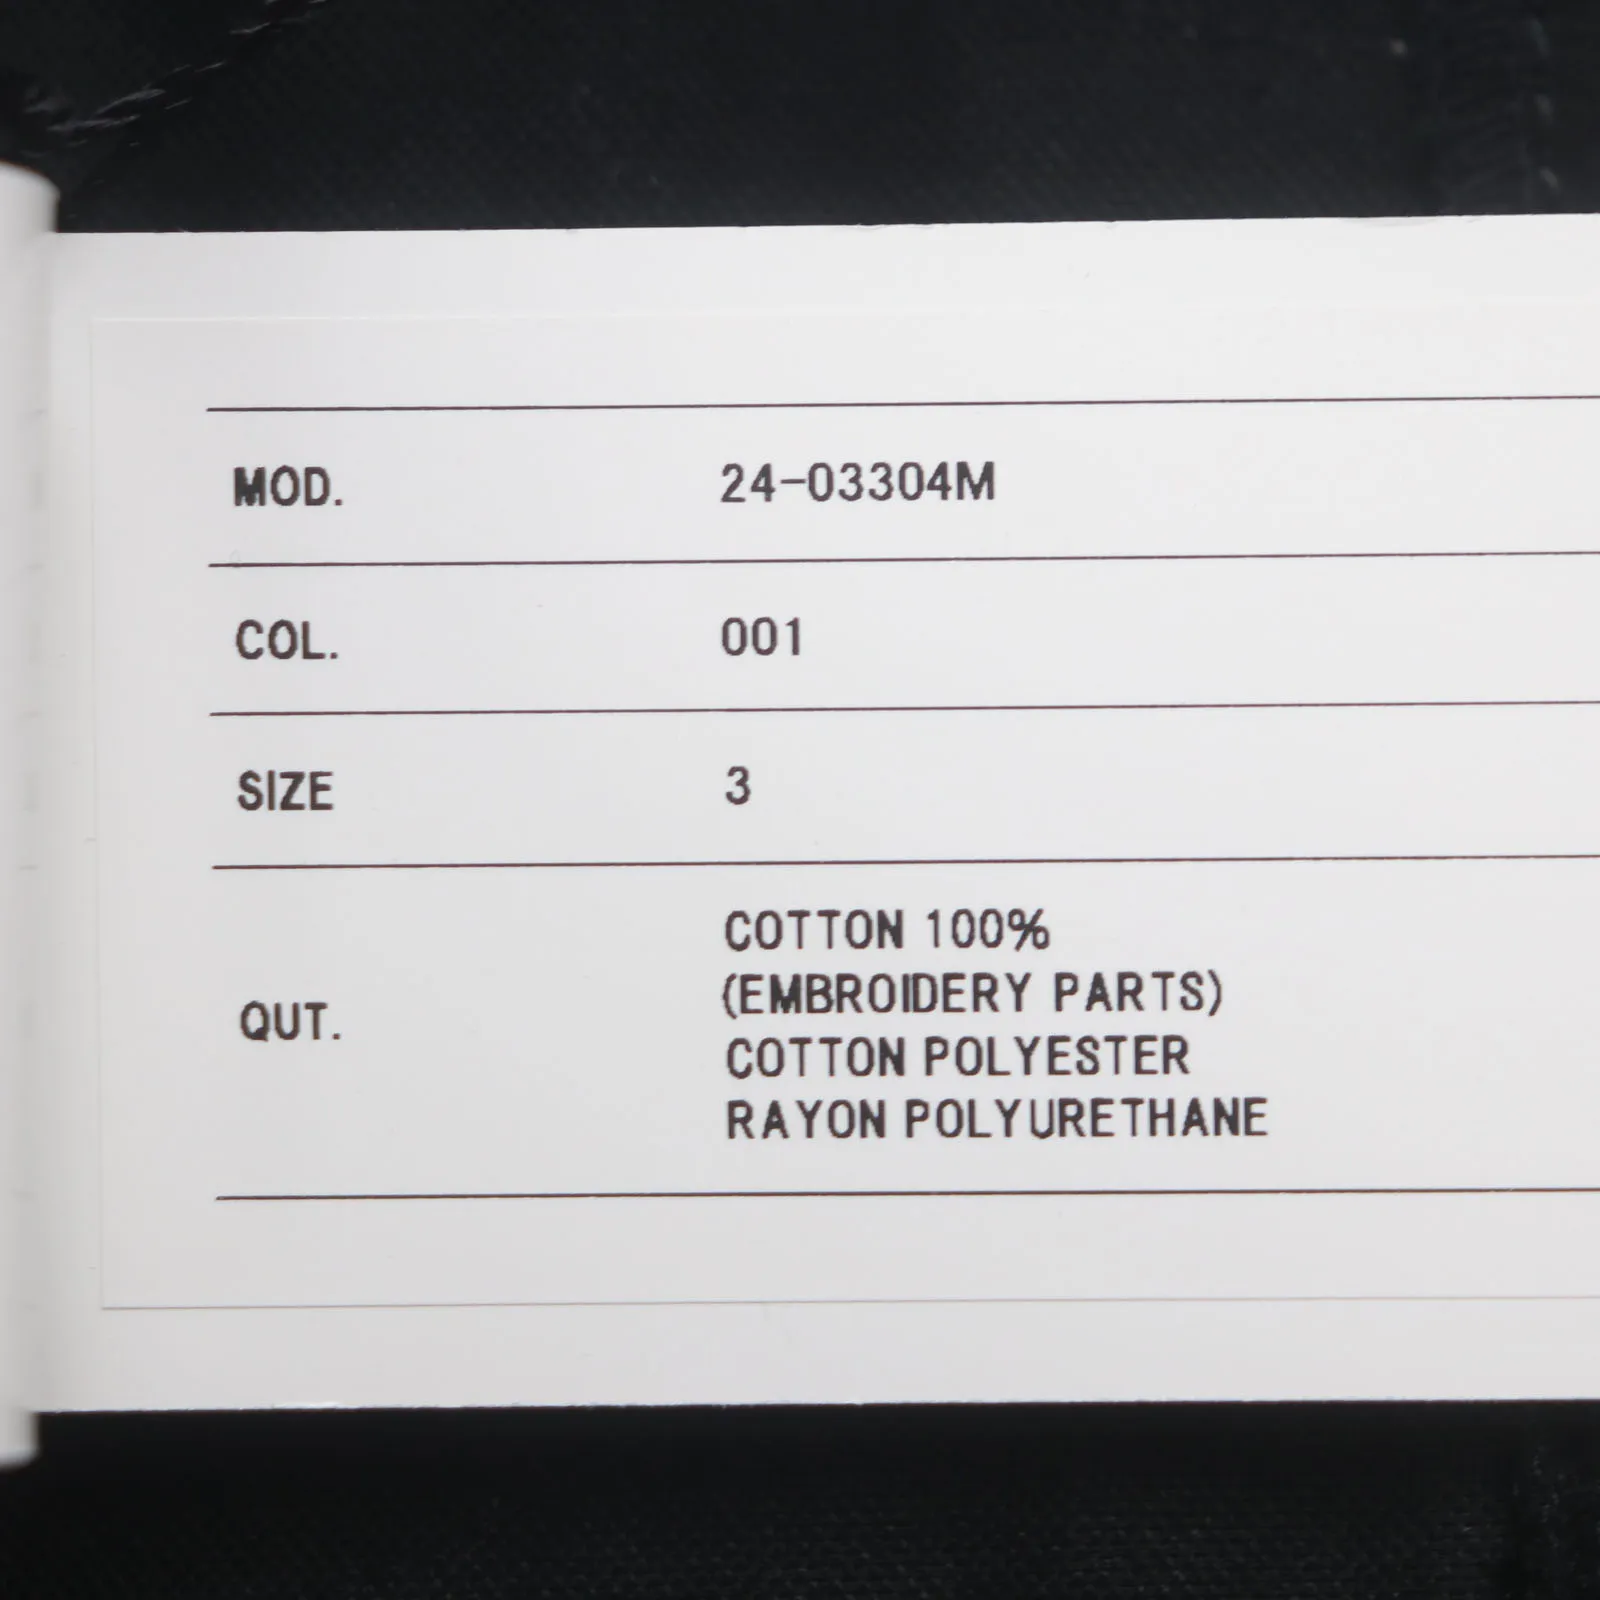 MOD. 24-03304M
COL. 001
SIZE 3
QUT. COTTON 100%
(EMBROIDERY PARTS)
COTTON POLYESTER
RAYON POLYURETHANE